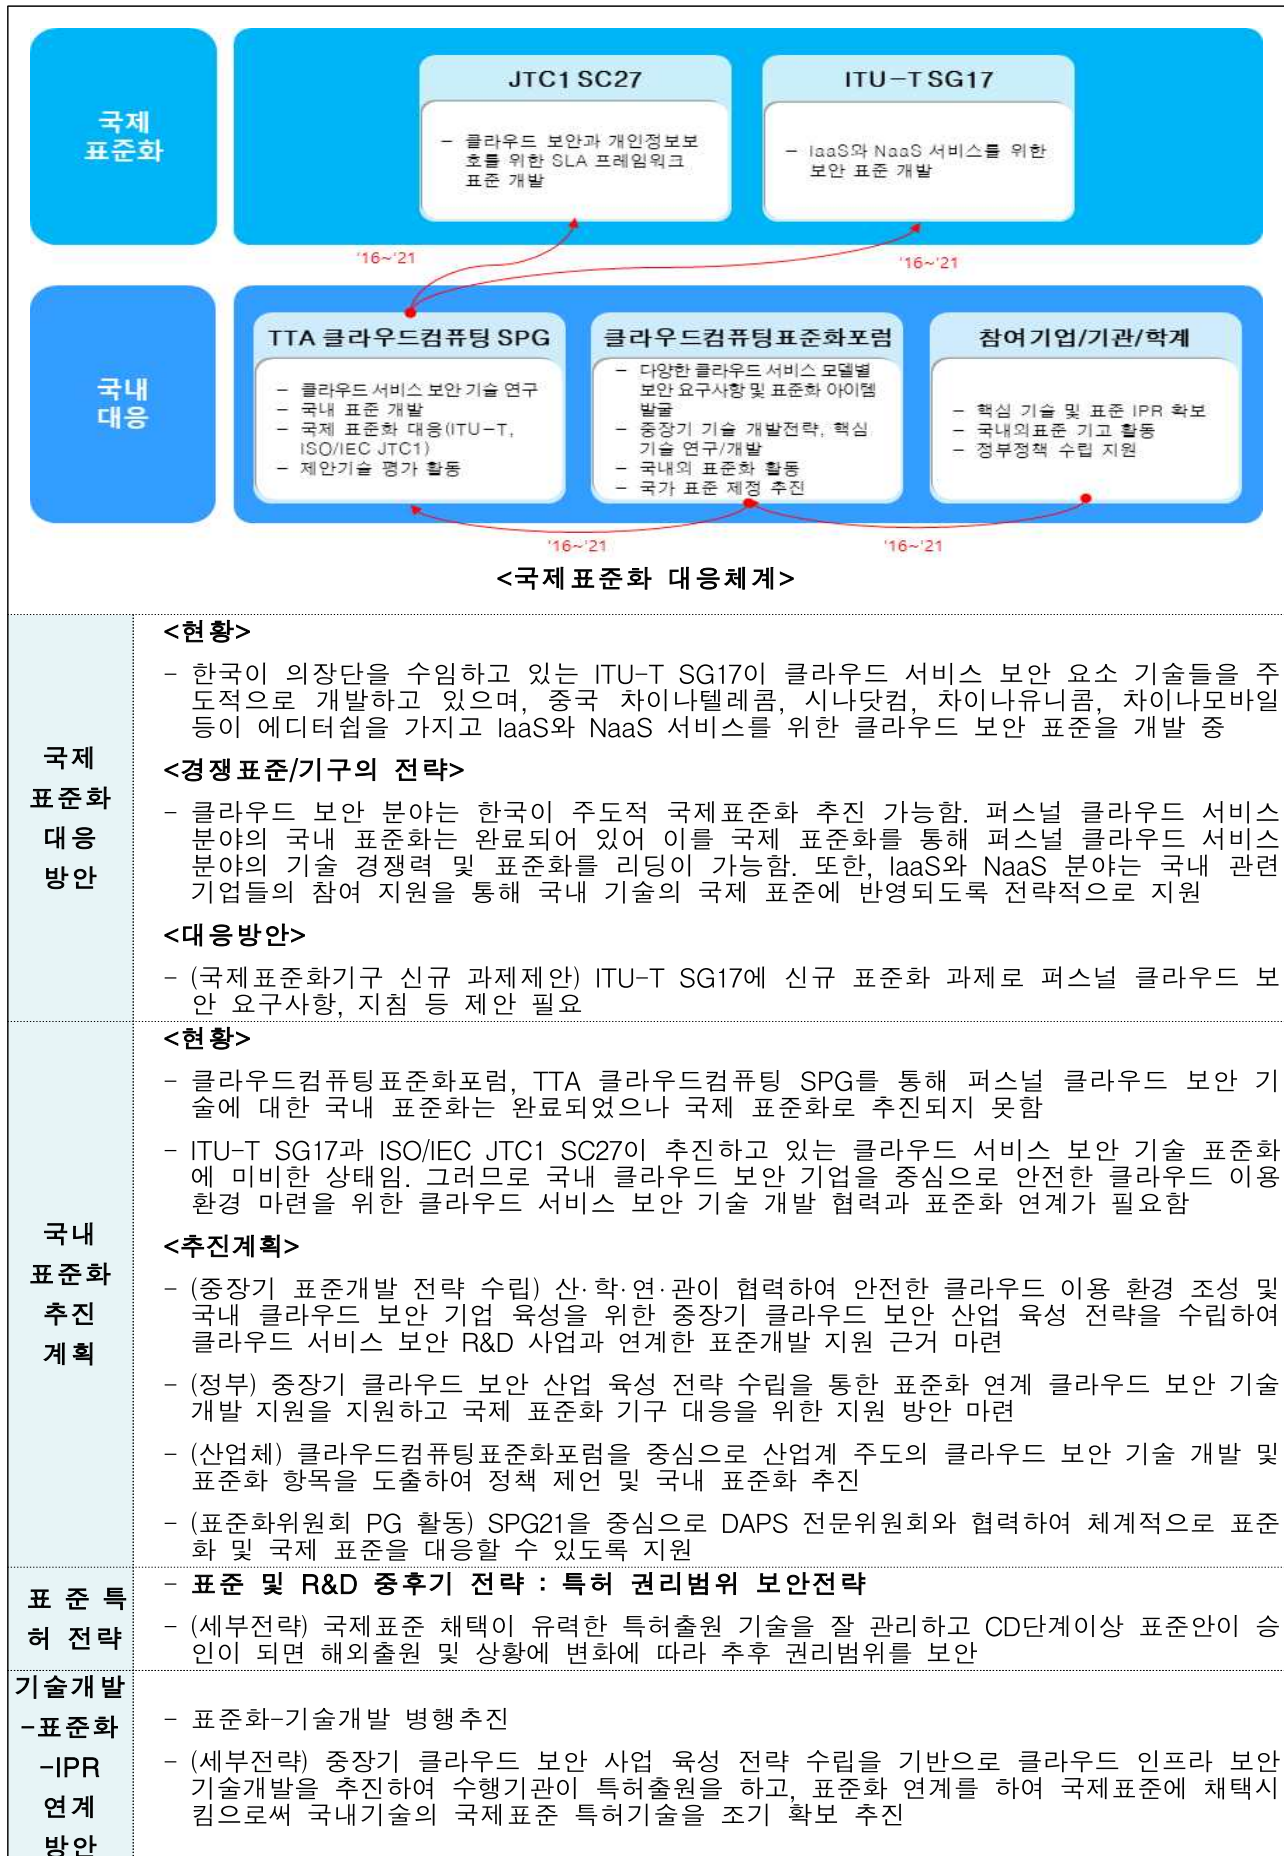 국제
표준화
JTC1 SC27
- 클라우드 보안과 개인정보보
호를 위한 SLA 프레임워크
표준 개발
ITU-T SG17
- IaaS와 NaaS 서비스를 위한
보안 표준 개발
'16~'21
'16~'21
국내
대응
TTA 클라우드컴퓨팅 SPG
- 클라우드 서비스 보안 기술 연구
- 국내 표준 개발
- 국제 표준화 대응(ITU-T,
ISO/IEC JTC1)
- 제안기술 평가 활동
클라우드컴퓨팅표준화포럼
- 다양한 클라우드 서비스 모델별
보안 요구사항 및 표준화 아이템
발굴
- 중장기 기술 개발전략, 핵심
기술 연구/개발
- 국내외 표준화 활동
- 국가 표준 제정 추진
참여기업/기관/학계
- 핵심 기술 및 표준 IPR 확보
- 국내외표준 기고 활동
- 정부정책 수립 지원
'16~'21
'16~'21
<국제표준화 대응체계>
국제
표준화
대응
방안
<현황>
- 한국이 의장단을 수임하고 있는 ITU-T SG17이 클라우드 서비스 보안 요소 기술들을 주
도적으로 개발하고 있으며, 중국 차이나텔레콤, 시나닷컴, 차이나유니콤, 차이나모바일
등이 에디터쉽을 가지고 IaaS와 NaaS 서비스를 위한 클라우드 보안 표준을 개발 중
<경쟁표준/기구의 전략>
- 클라우드 보안 분야는 한국이 주도적 국제표준화 추진 가능함. 퍼스널 클라우드 서비스
분야의 국내 표준화는 완료되어 있어 이를 국제 표준화를 통해 퍼스널 클라우드 서비스
분야의 기술 경쟁력 및 표준화를 리딩이 가능함. 또한, IaaS와 NaaS 분야는 국내 관련
기업들의 참여 지원을 통해 국내 기술의 국제 표준에 반영되도록 전략적으로 지원
<대응방안>
- (국제표준화기구 신규 과제제안) ITU-T SG17에 신규 표준화 과제로 퍼스널 클라우드 보
안 요구사항, 지침 등 제안 필요
국내
표준화
추진
계획
<현황>
- 클라우드컴퓨팅표준화포럼, TTA 클라우드컴퓨팅 SPG를 통해 퍼스널 클라우드 보안 기
술에 대한 국내 표준화는 완료되었으나 국제 표준화로 추진되지 못함
- ITU-T SG17과 ISO/IEC JTC1 SC27이 추진하고 있는 클라우드 서비스 보안 기술 표준화
에 미비한 상태임. 그러므로 국내 클라우드 보안 기업을 중심으로 안전한 클라우드 이용
환경 마련을 위한 클라우드 서비스 보안 기술 개발 협력과 표준화 연계가 필요함
<추진계획>
- (중장기 표준개발 전략 수립) 산·학·연·관이 협력하여 안전한 클라우드 이용 환경 조성 및
국내 클라우드 보안 기업 육성을 위한 중장기 클라우드 보안 산업 육성 전략을 수립하여
클라우드 서비스 보안 R&D 사업과 연계한 표준개발 지원 근거 마련
- (정부) 중장기 클라우드 보안 산업 육성 전략 수립을 통한 표준화 연계 클라우드 보안 기술
개발 지원을 지원하고 국제 표준화 기구 대응을 위한 지원 방안 마련
- (산업체) 클라우드컴퓨팅표준화포럼을 중심으로 산업계 주도의 클라우드 보안 기술 개발 및
표준화 항목을 도출하여 정책 제언 및 국내 표준화 추진
- (표준화위원회 PG 활동) SPG21을 중심으로 DAPS 전문위원회와 협력하여 체계적으로 표준
화 및 국제 표준을 대응할 수 있도록 지원
표 준 특
허 전략
- 표준 및 R&D 중후기 전략 : 특허 권리범위 보안전략
- (세부전략) 국제표준 채택이 유력한 특허출원 기술을 잘 관리하고 CD단계이상 표준안이 승
인이 되면 해외출원 및 상황에 변화에 따라 추후 권리범위를 보안
기술개발
-표준화
-IPR
연계
방안
- 표준화-기술개발 병행추진
- (세부전략) 중장기 클라우드 보안 사업 육성 전략 수립을 기반으로 클라우드 인프라 보안
기술개발을 추진하여 수행기관이 특허출원을 하고, 표준화 연계를 하여 국제표준에 채택시
킴으로써 국내기술의 국제표준 특허기술을 조기 확보 추진